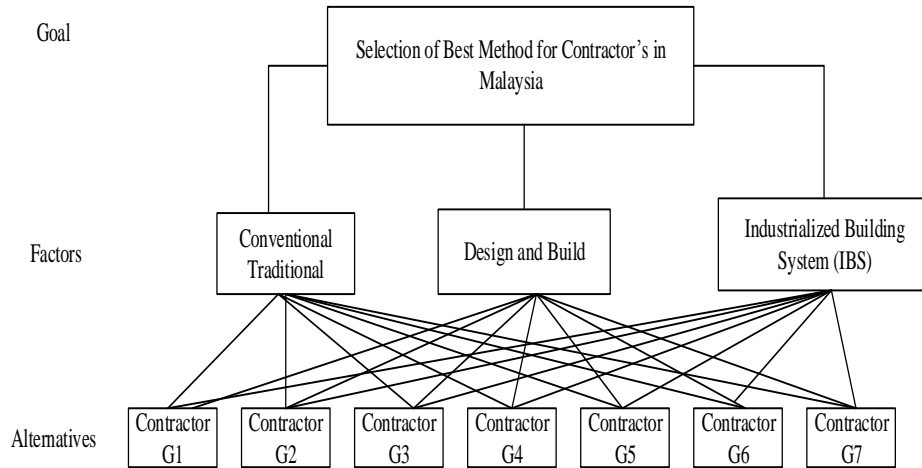 Goal
Selection of Best Method for Contractor's in
Malaysia
Factors
Conventional
Traditional
Design and Build
Industrialized Building
System (IBS)
Alternatives
Contractor
G1
Contractor
G2
Contractor
G3
Contractor
G4
Contractor
G5
Contractor
G6
Contractor
G7